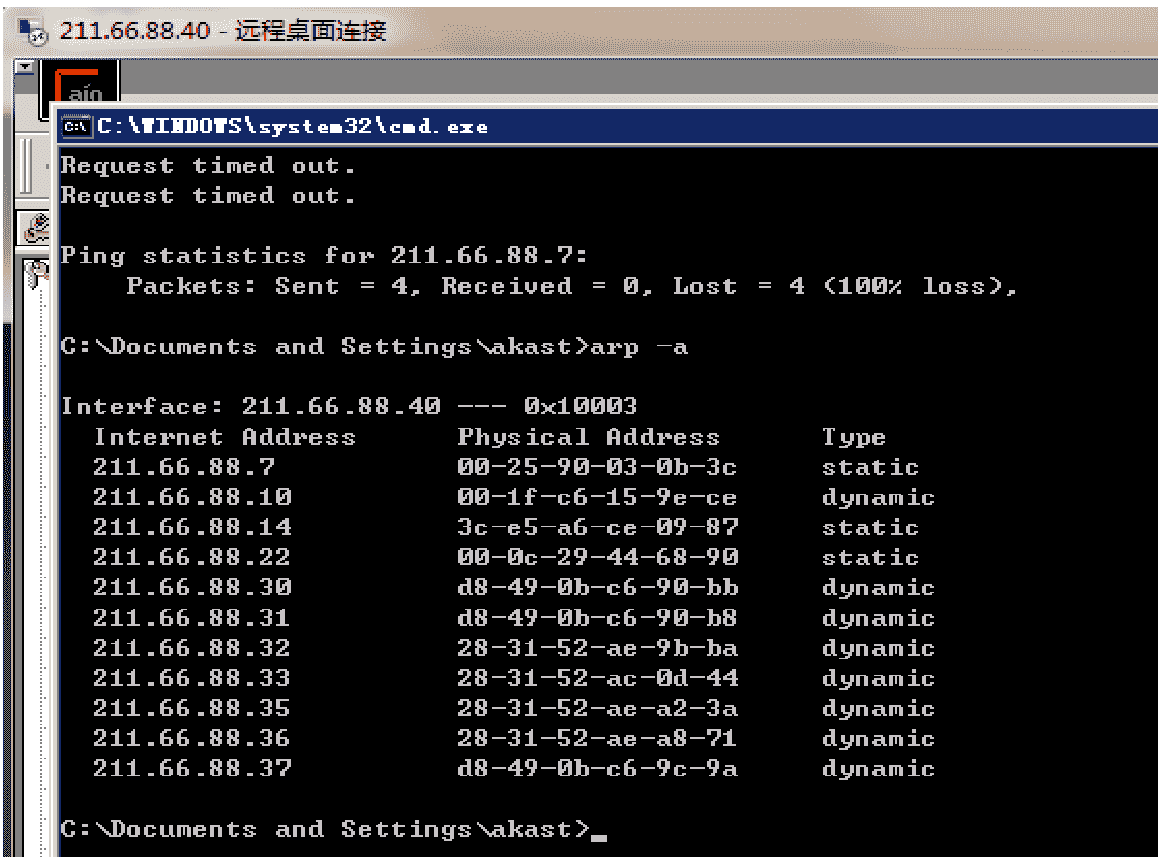 211.66.88.40 - 远程桌面连接
ain
C:\WINDOWS\system32\cmd.exe
Request timed out.
Request timed out.
Ping statistics for 211.66.88.7:
Packets: Sent = 4, Received = 0, Lost = 4 (100% loss),
C:\Documents and Settings\akast>arp -a
Interface: 211.66.88.40 --- 0x10003
Internet Address Physical Address Type
211.66.88.7 00-25-90-03-0b-3c static
211.66.88.10 00-1f-c6-15-9e-ce dynamic
211.66.88.14 3c-e5-a6-ce-09-87 static
211.66.88.22 00-0c-29-44-68-90 static
211.66.88.30 d8-49-0b-c6-90-bb dynamic
211.66.88.31 d8-49-0b-c6-90-b8 dynamic
211.66.88.32 28-31-52-ae-9b-ba dynamic
211.66.88.33 28-31-52-ac-0d-44 dynamic
211.66.88.35 28-31-52-ae-a2-3a dynamic
211.66.88.36 28-31-52-ae-a8-71 dynamic
211.66.88.37 d8-49-0b-c6-9c-9a dynamic
C:\Documents and Settings\akast>_